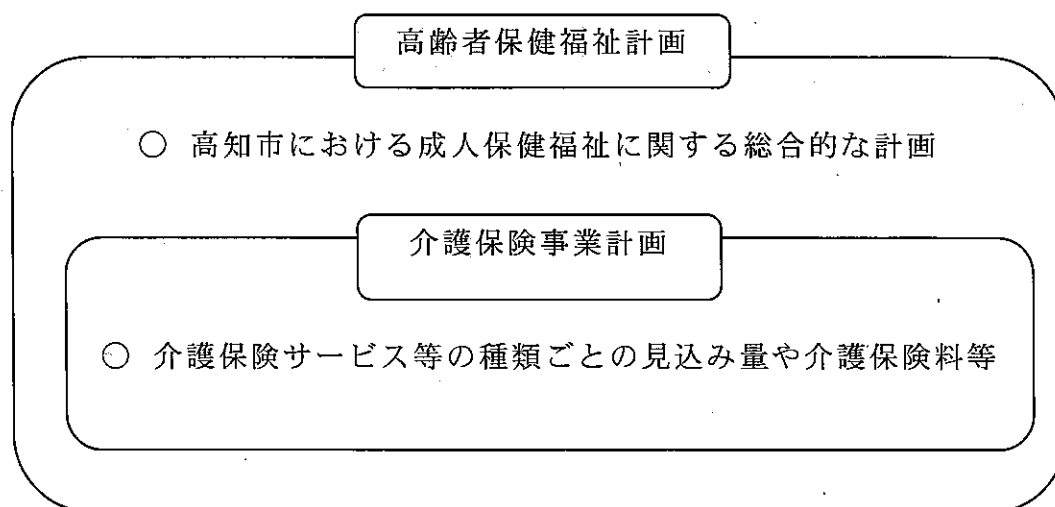 高齢者保健福祉計画
○ 高知市における成人保健福祉に関する総合的な計画
介護保険事業計画
○ 介護保険サービス等の種類ごとの見込み量や介護保険料等